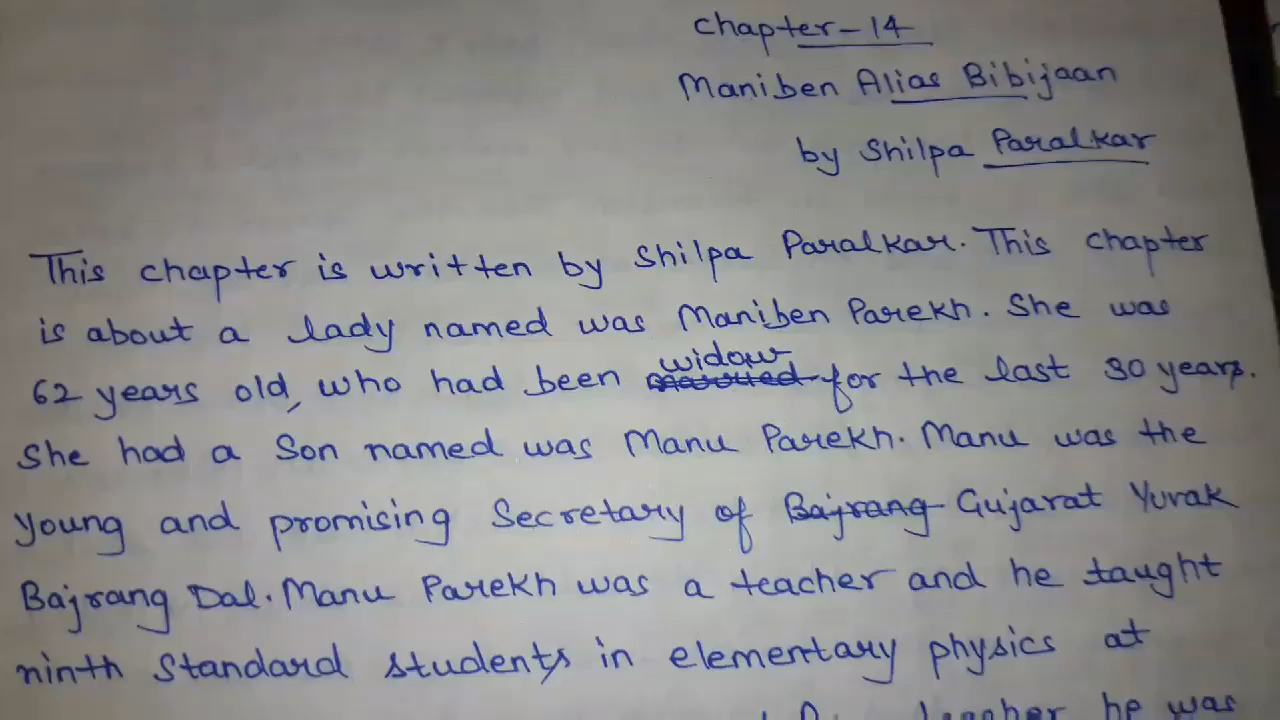 Chapter-14
Maniben Alias Bibijaan
by Shilpa Paralkar
This chapter is written by Shilpa Paralkar. This chapter
is about a lady named was Maniben Parekh. She was
62 years old, who had been widow for the last 30 years.
She had a Son named was Manu Parekh. Manu was the
young and promising Secretary of Bajrang Gujarat Yuvak
Bajrang Dal. Manu Parekh was a teacher and he taught
ninth Standard students in elementary physics at
he was